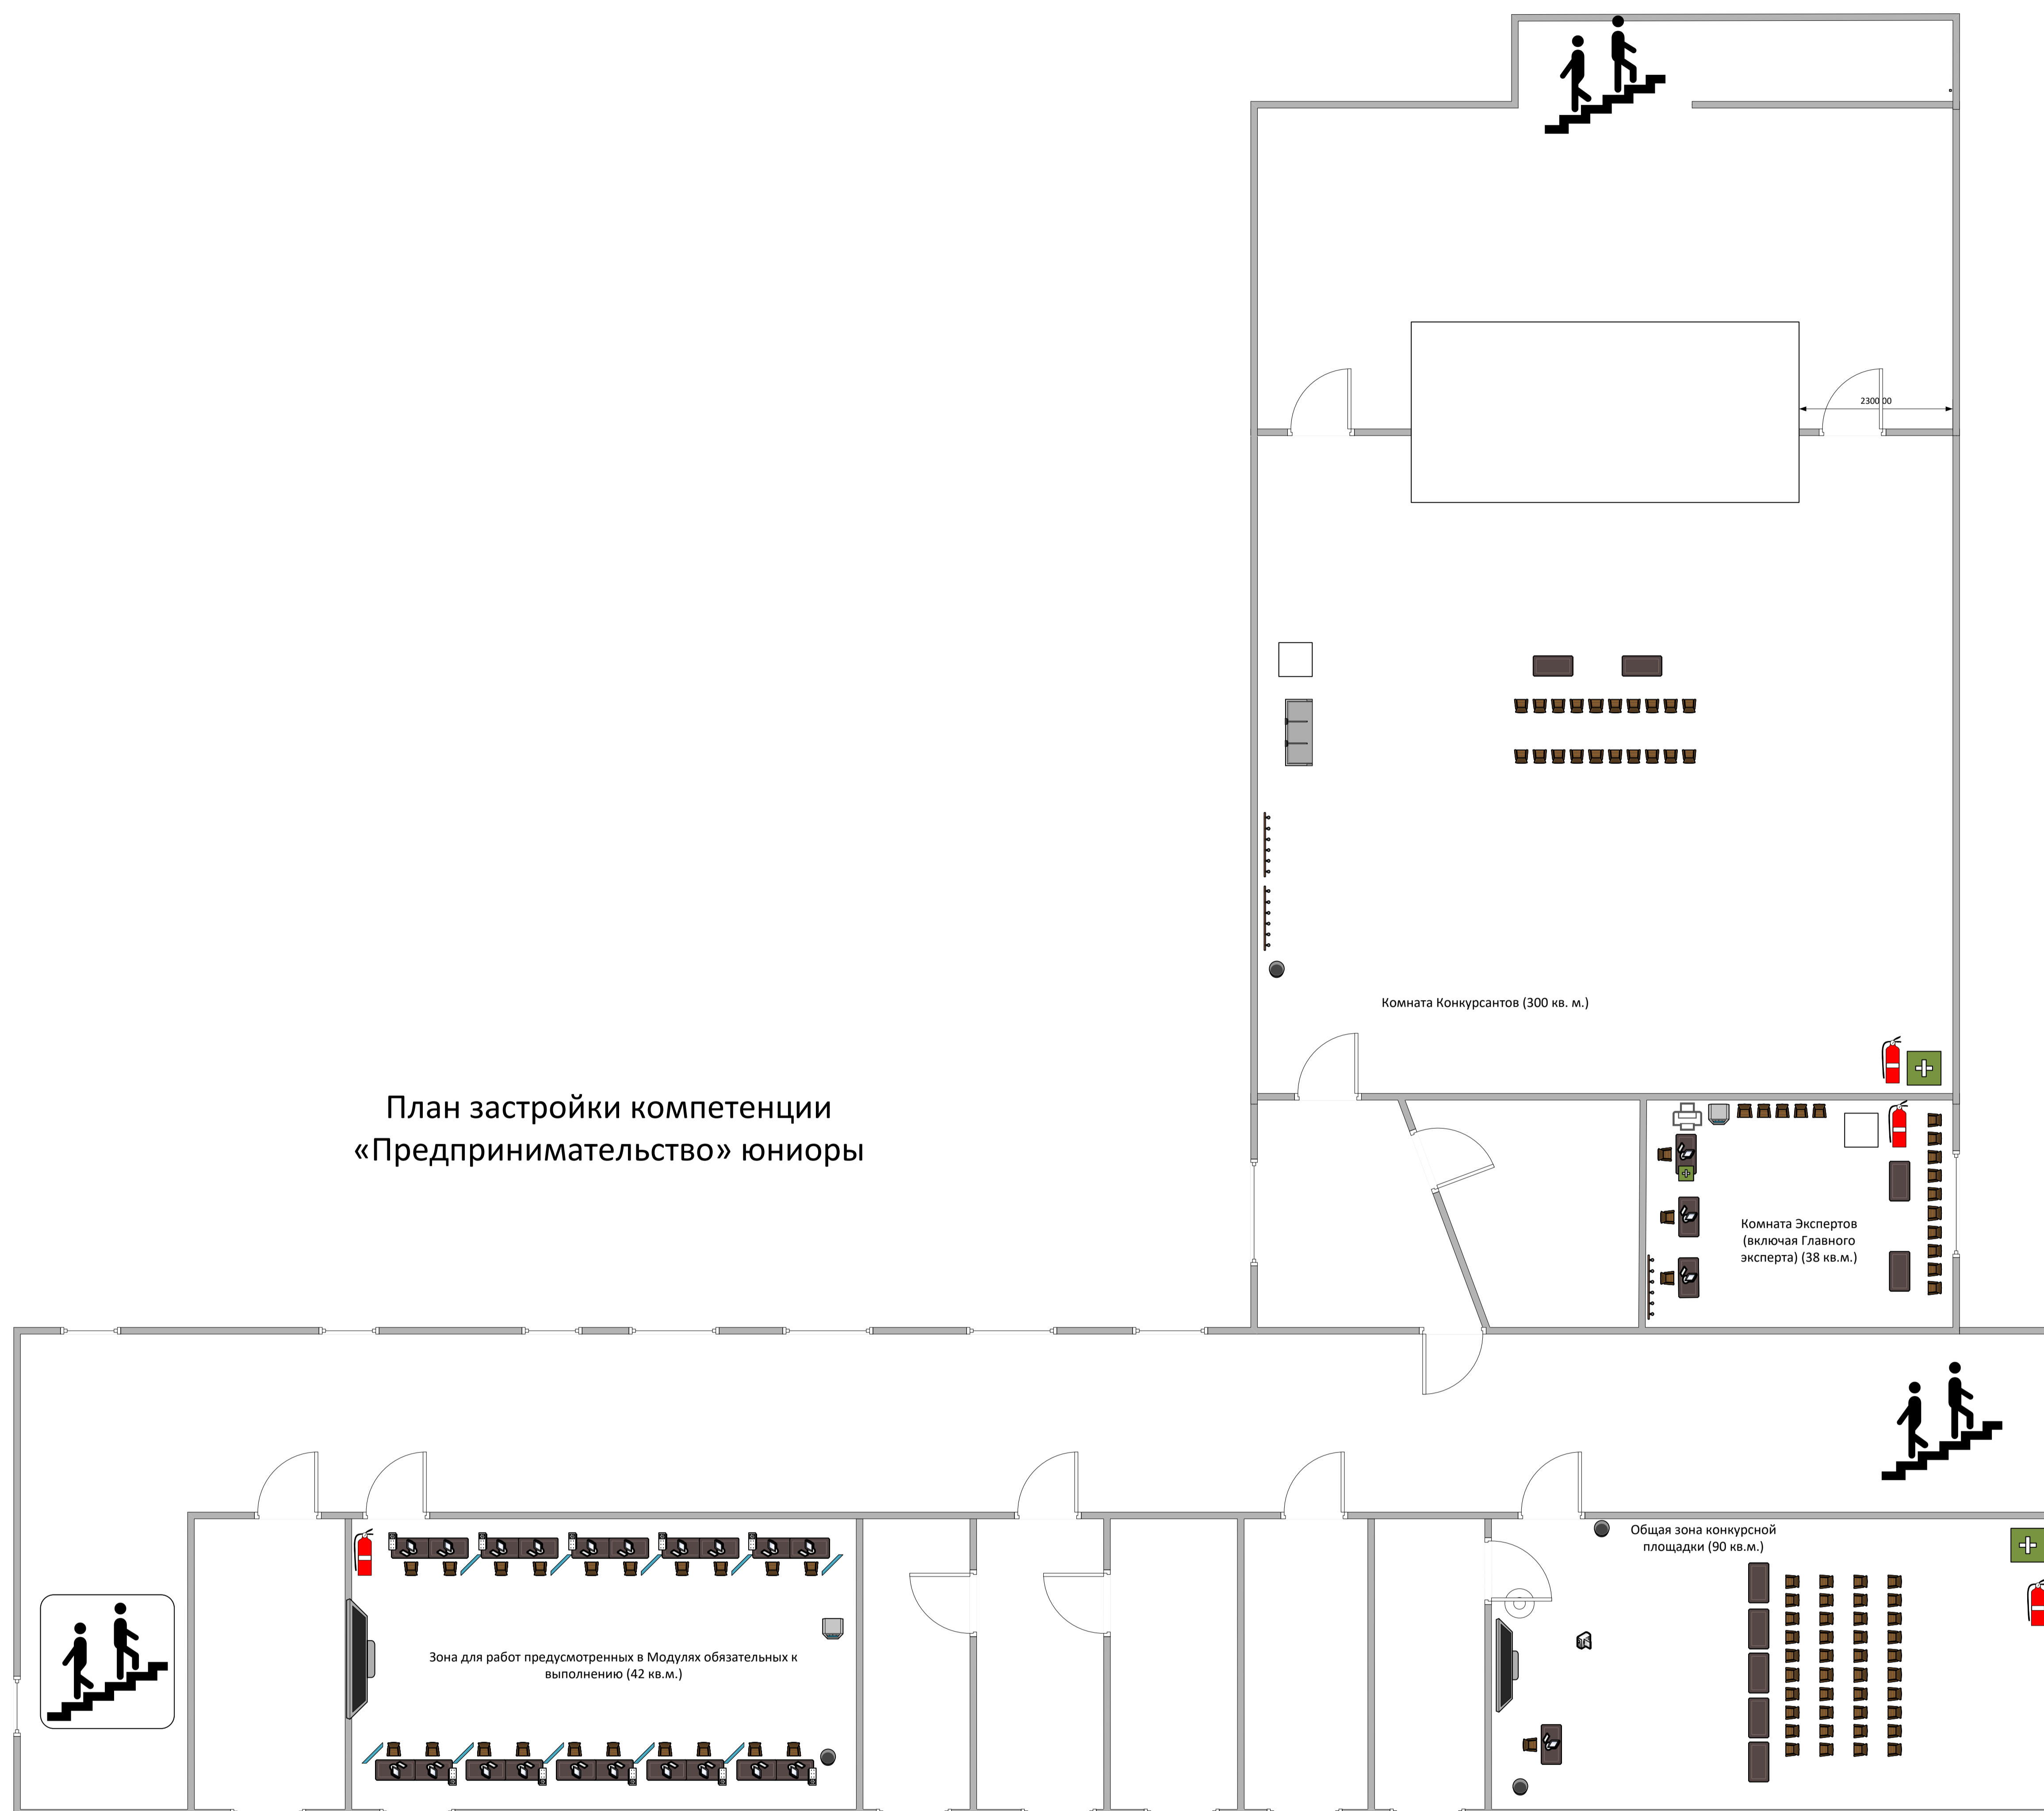 2300,00
Комната Конкурсантов (300 кв. м.)
План застройки компетенции
«Предпринимательство» юниоры
Комната Экспертов
(включая Главного
эксперта) (38 кв.м.)
Общая зона конкурсной
площадки (90 кв.м.)
Зона для работ предусмотренных в Модулях обязательных к
выполнению (42 кв.м.)